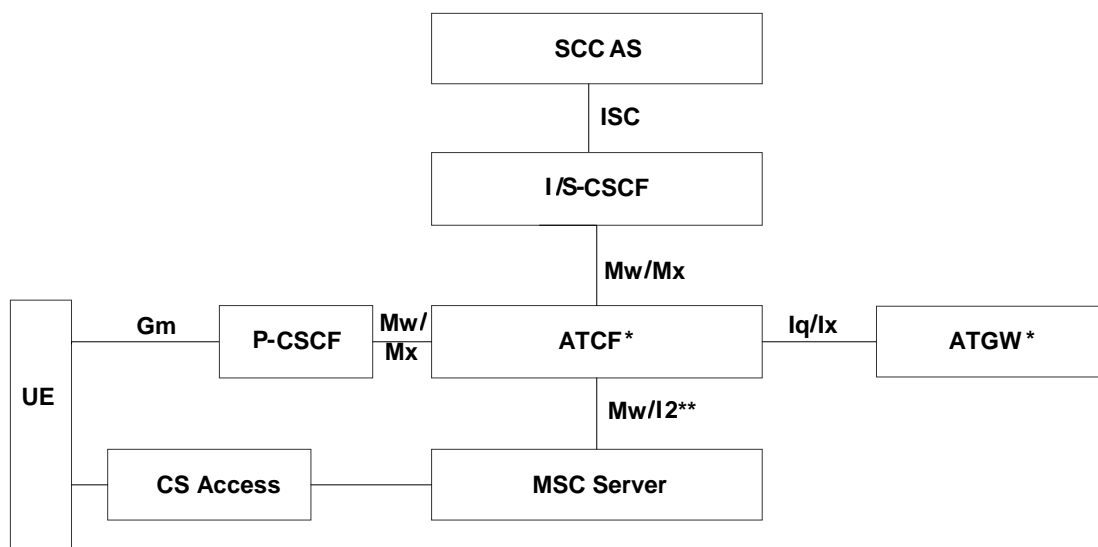 SCC AS
ISC
I/S-CSCF
Mw/Mx
Gm
P-CSCF
Mw/
Mx
ATCF*
Iq/Ix
ATGW*
UE
Mw/I2**
CS Access
MSC Server